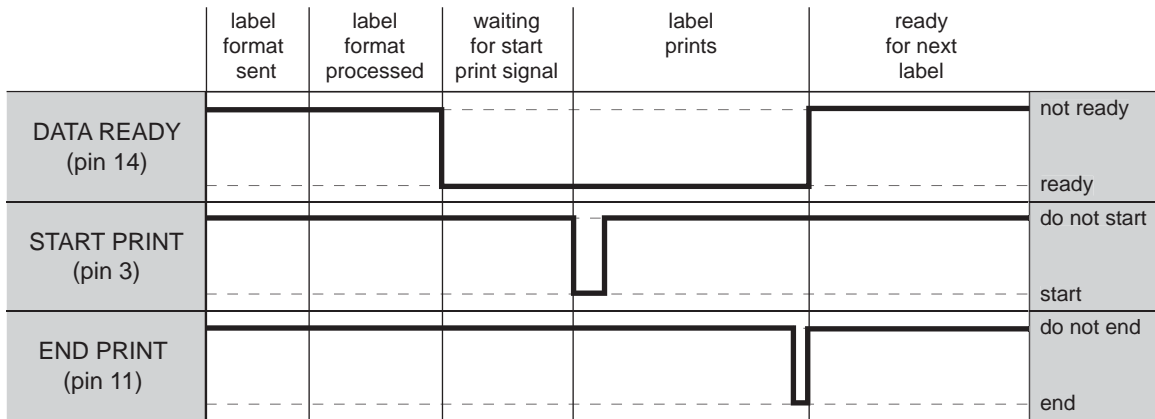 label
format
sent
label
format
processed
waiting
for start
print signal
label
prints
ready
for next
label
DATA READY
(pin 14)
not ready
ready
START PRINT
(pin 3)
do not start
start
END PRINT
(pin 11)
do not end
end